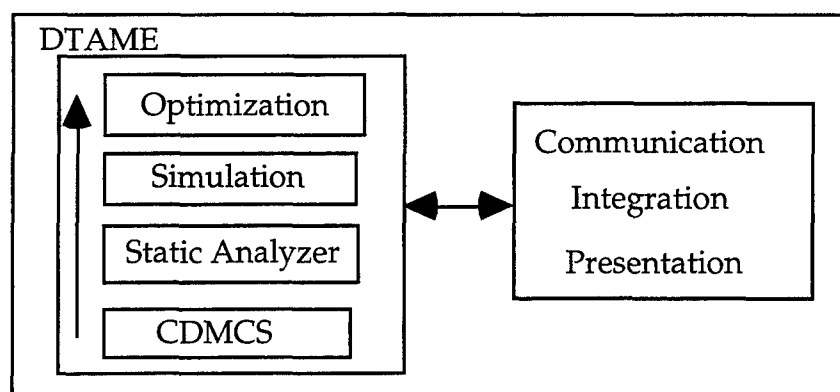 DTAME
Optimization
Simulation
Static Analyzer
CDMCS
Communication
Integration
Presentation